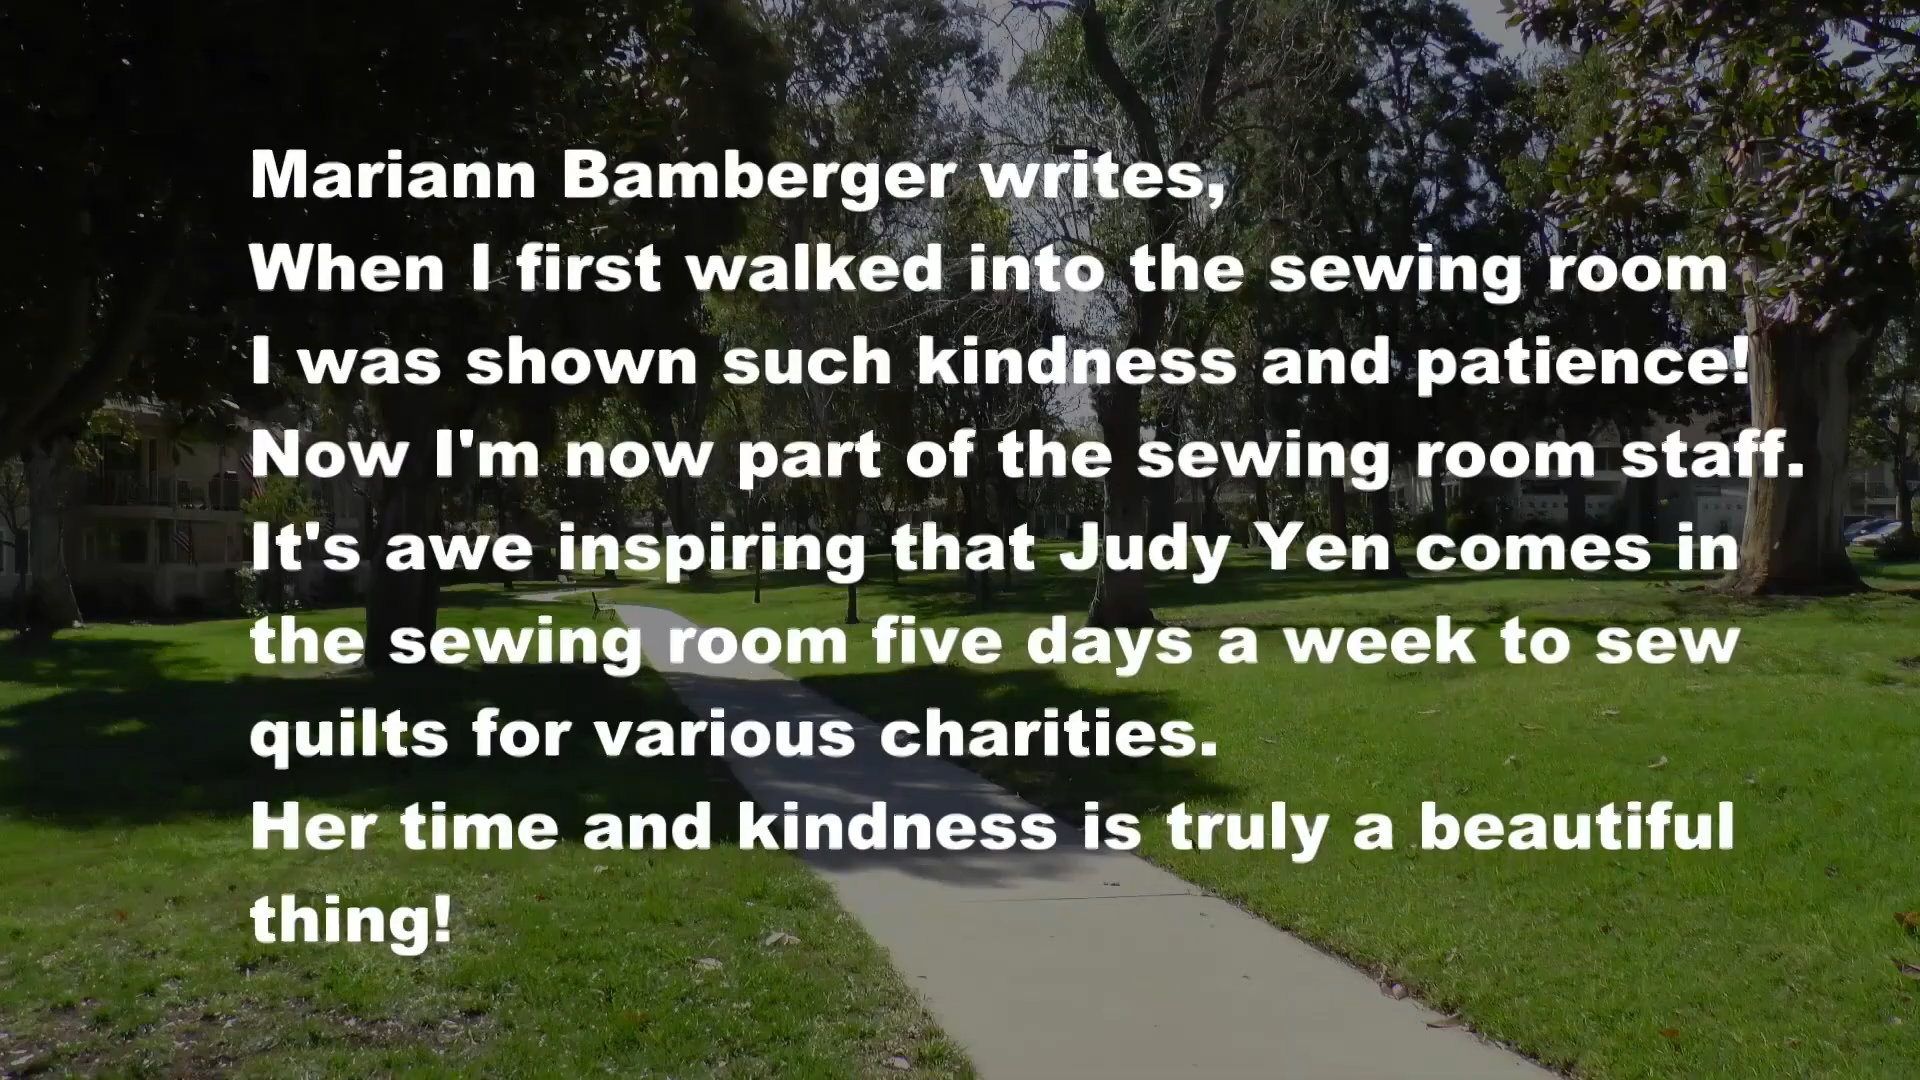 Mariann Bamberger writes,
When I first walked into the sewing room
I was shown such kindness and patience!
Now I'm now part of the sewing room staff.
It's awe inspiring that Judy Yen comes in
the sewing room five days a week to sew
quilts for various charities.
Her time and kindness is truly a beautiful
thing!